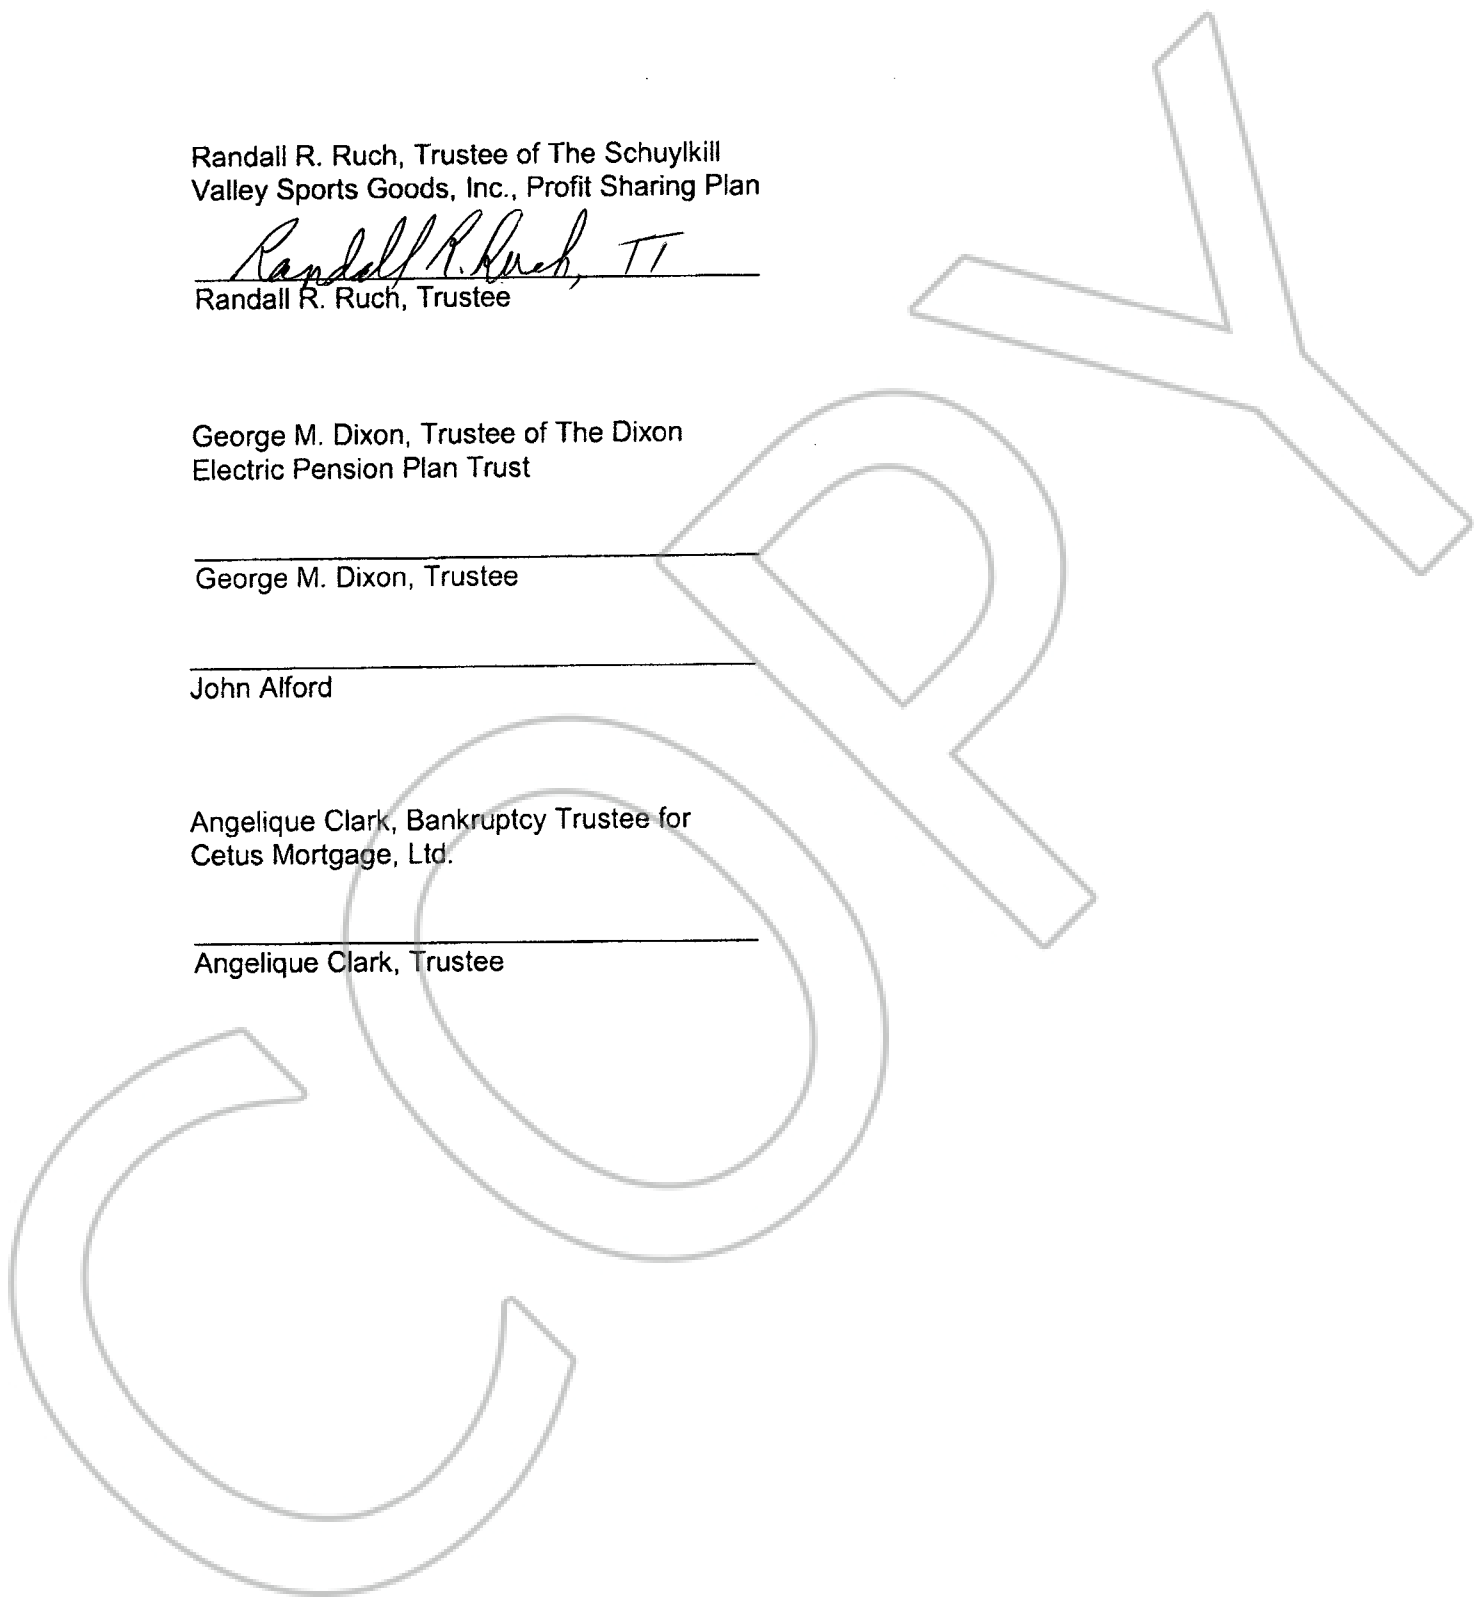 Randall R. Ruch, Trustee of The Schuylkill
Valley Sports Goods, Inc., Profit Sharing Plan
Randall R. Ruch, TT
Randall R. Ruch, Trustee
George M. Dixon, Trustee of The Dixon
Electric Pension Plan Trust
George M. Dixon, Trustee
John Alford
Angelique Clark, Bankruptcy Trustee for
Cetus Mortgage, Ltd.
Angelique Clark, Trustee
COPY